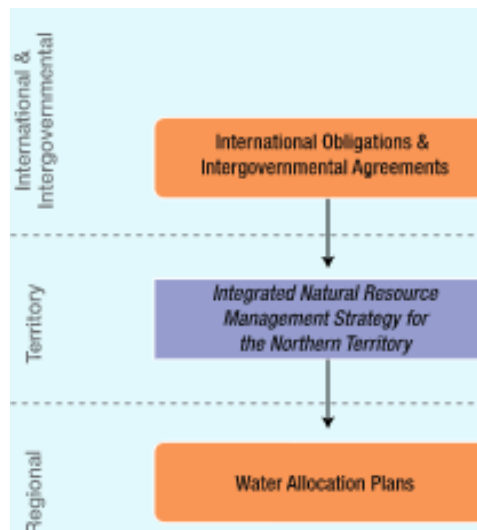 International &
Intergovernmental
International Obligations &
Intergovernmental Agreements
Territory
Integrated Natural Resource
Management Strategy for
the Northern Territory
Regional
Water Allocation Plans